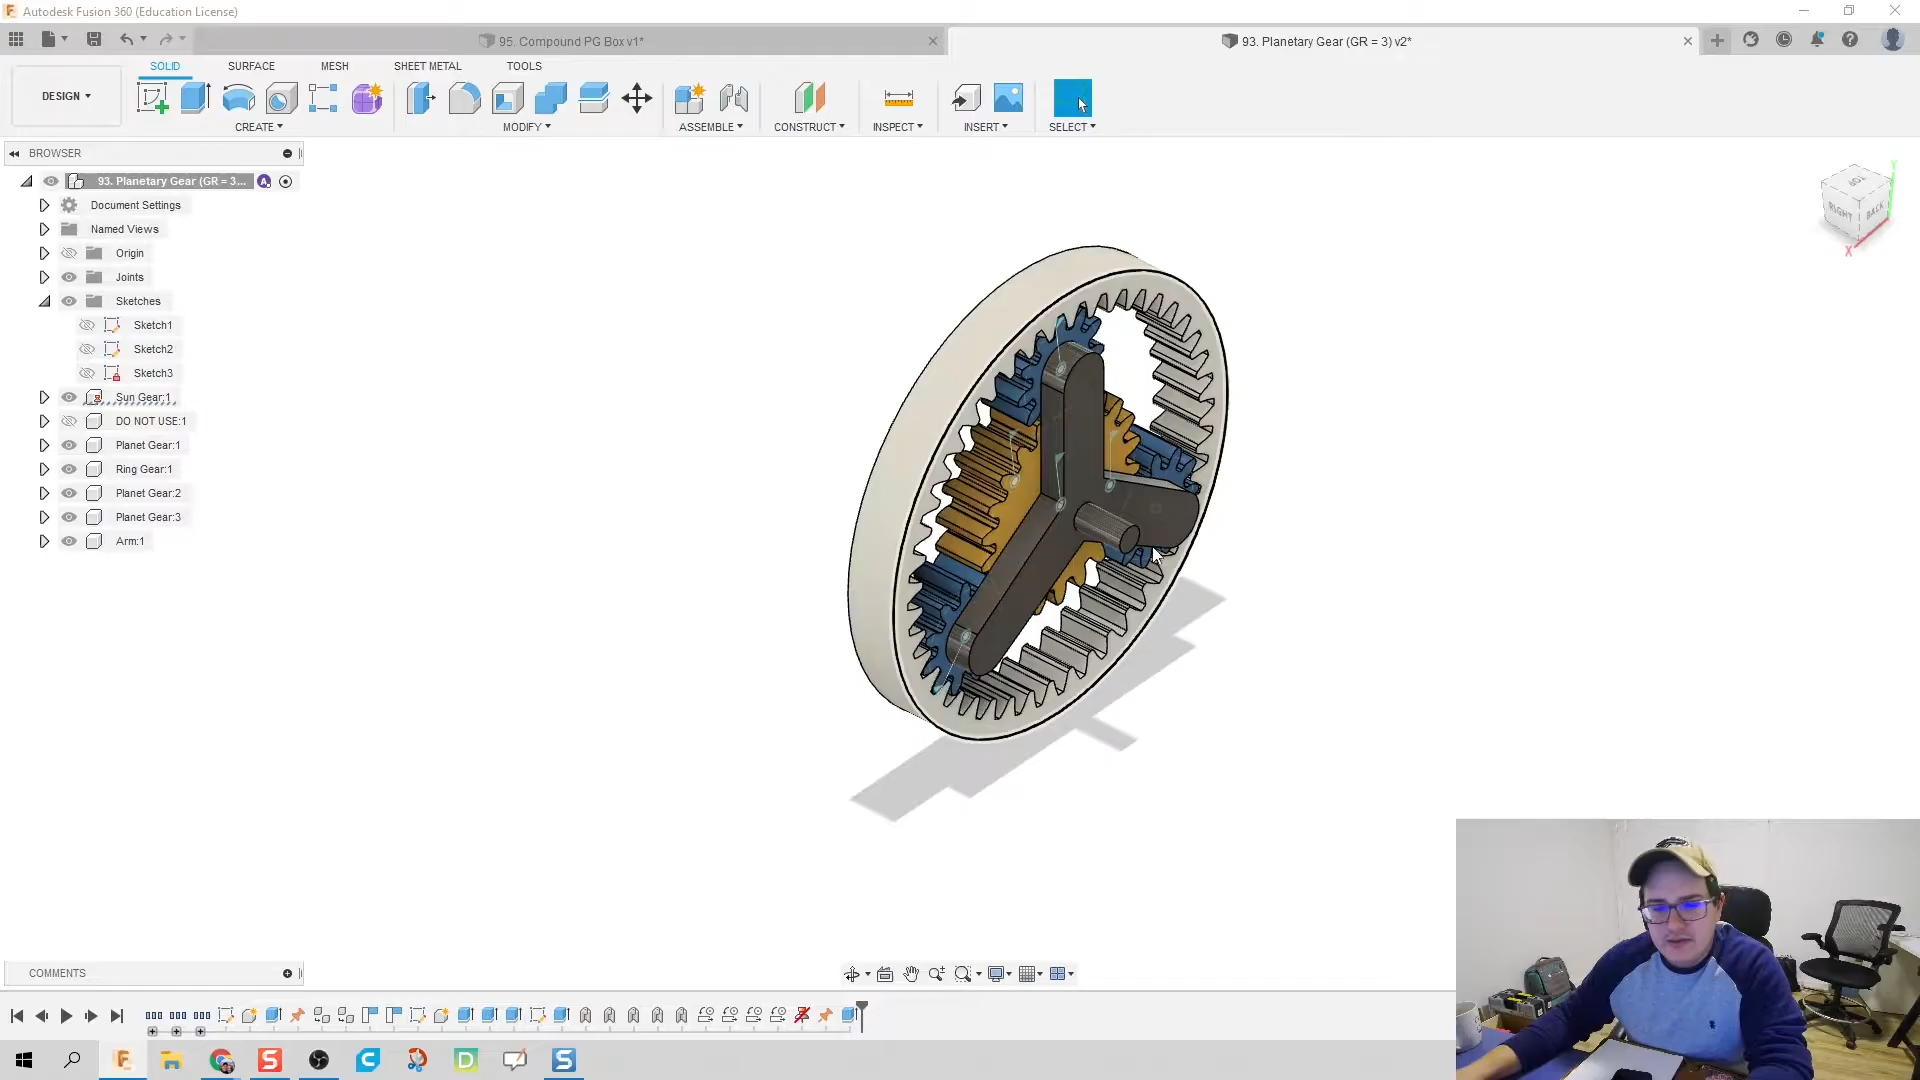 Autodesk Fusion 360 (Education License)
95. Compound PG Box v1*
93. Planetary Gear (GR = 3) v2*
DESIGN
SOLID
SURFACE
MESH
SHEET METAL
TOOLS
CREATE
MODIFY
ASSEMBLE
CONSTRUCT
INSPECT
INSERT
SELECT
BROWSER
93. Planetary Gear (GR = 3...
Document Settings
Named Views
Origin
Joints
Sketches
Sketch1
Sketch2
Sketch3
Sun Gear:1
DO NOT USE:1
Planet Gear:1
Ring Gear:1
Planet Gear:2
Planet Gear:3
Arm:1
TOP
RIGHT
BACK
Y
X
COMMENTS